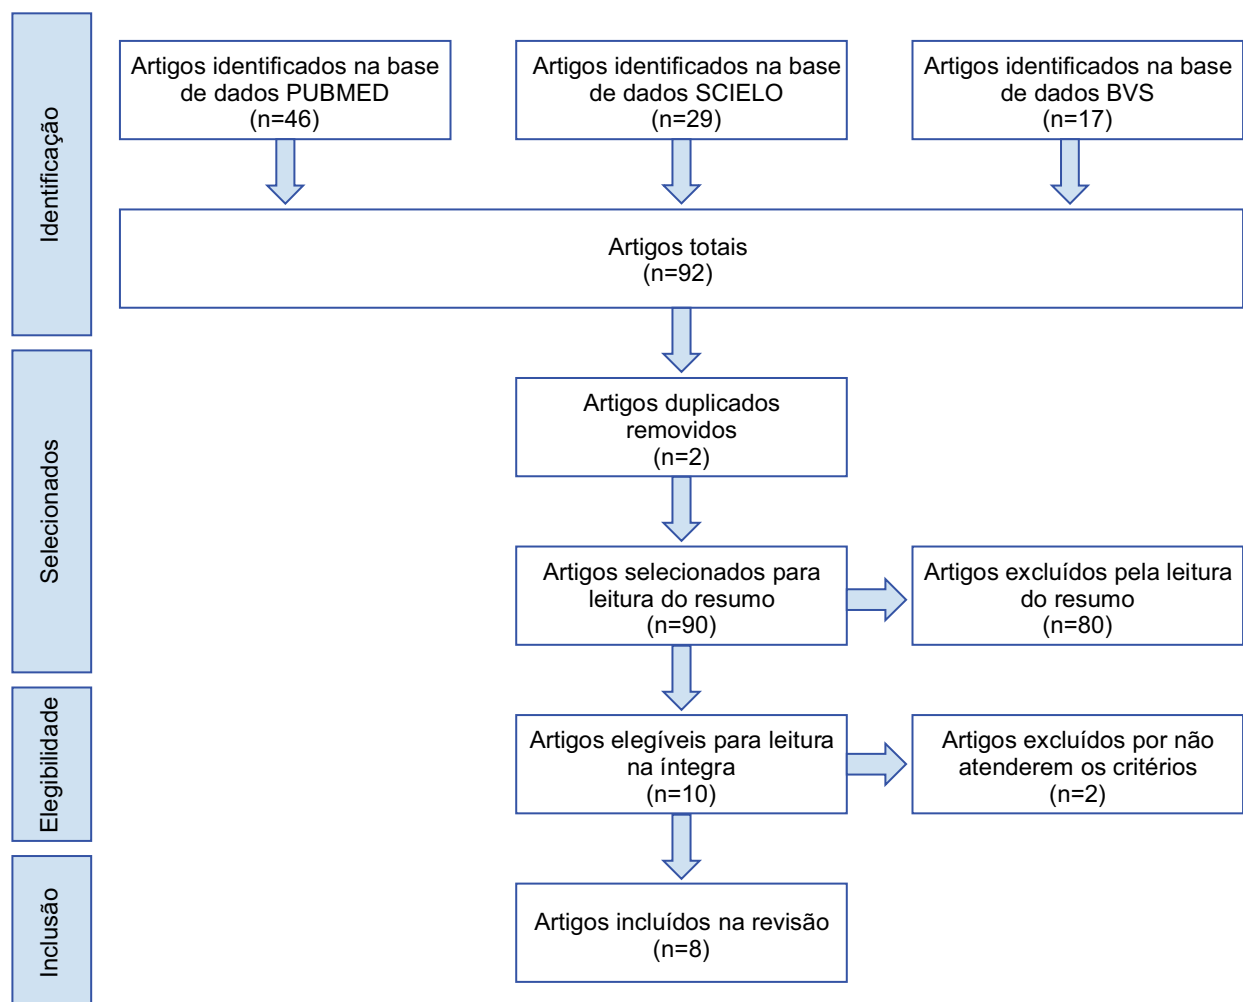 Identificação
Artigos identificados na base
de dados PUBMED
(n=46)
Artigos identificados na base
de dados SCIELO
(n=29)
Artigos identificados na base
de dados BVS
(n=17)
Artigos totais
(n=92)
Selecionados
Artigos duplicados
removidos
(n=2)
Artigos selecionados para
leitura do resumo
(n=90)
Artigos excluídos pela leitura
do resumo
(n=80)
Elegibilidade
Artigos elegíveis para leitura
na íntegra
(n=10)
Artigos excluídos por não
atenderem os critérios
(n=2)
Inclusão
Artigos incluídos na revisão
(n=8)